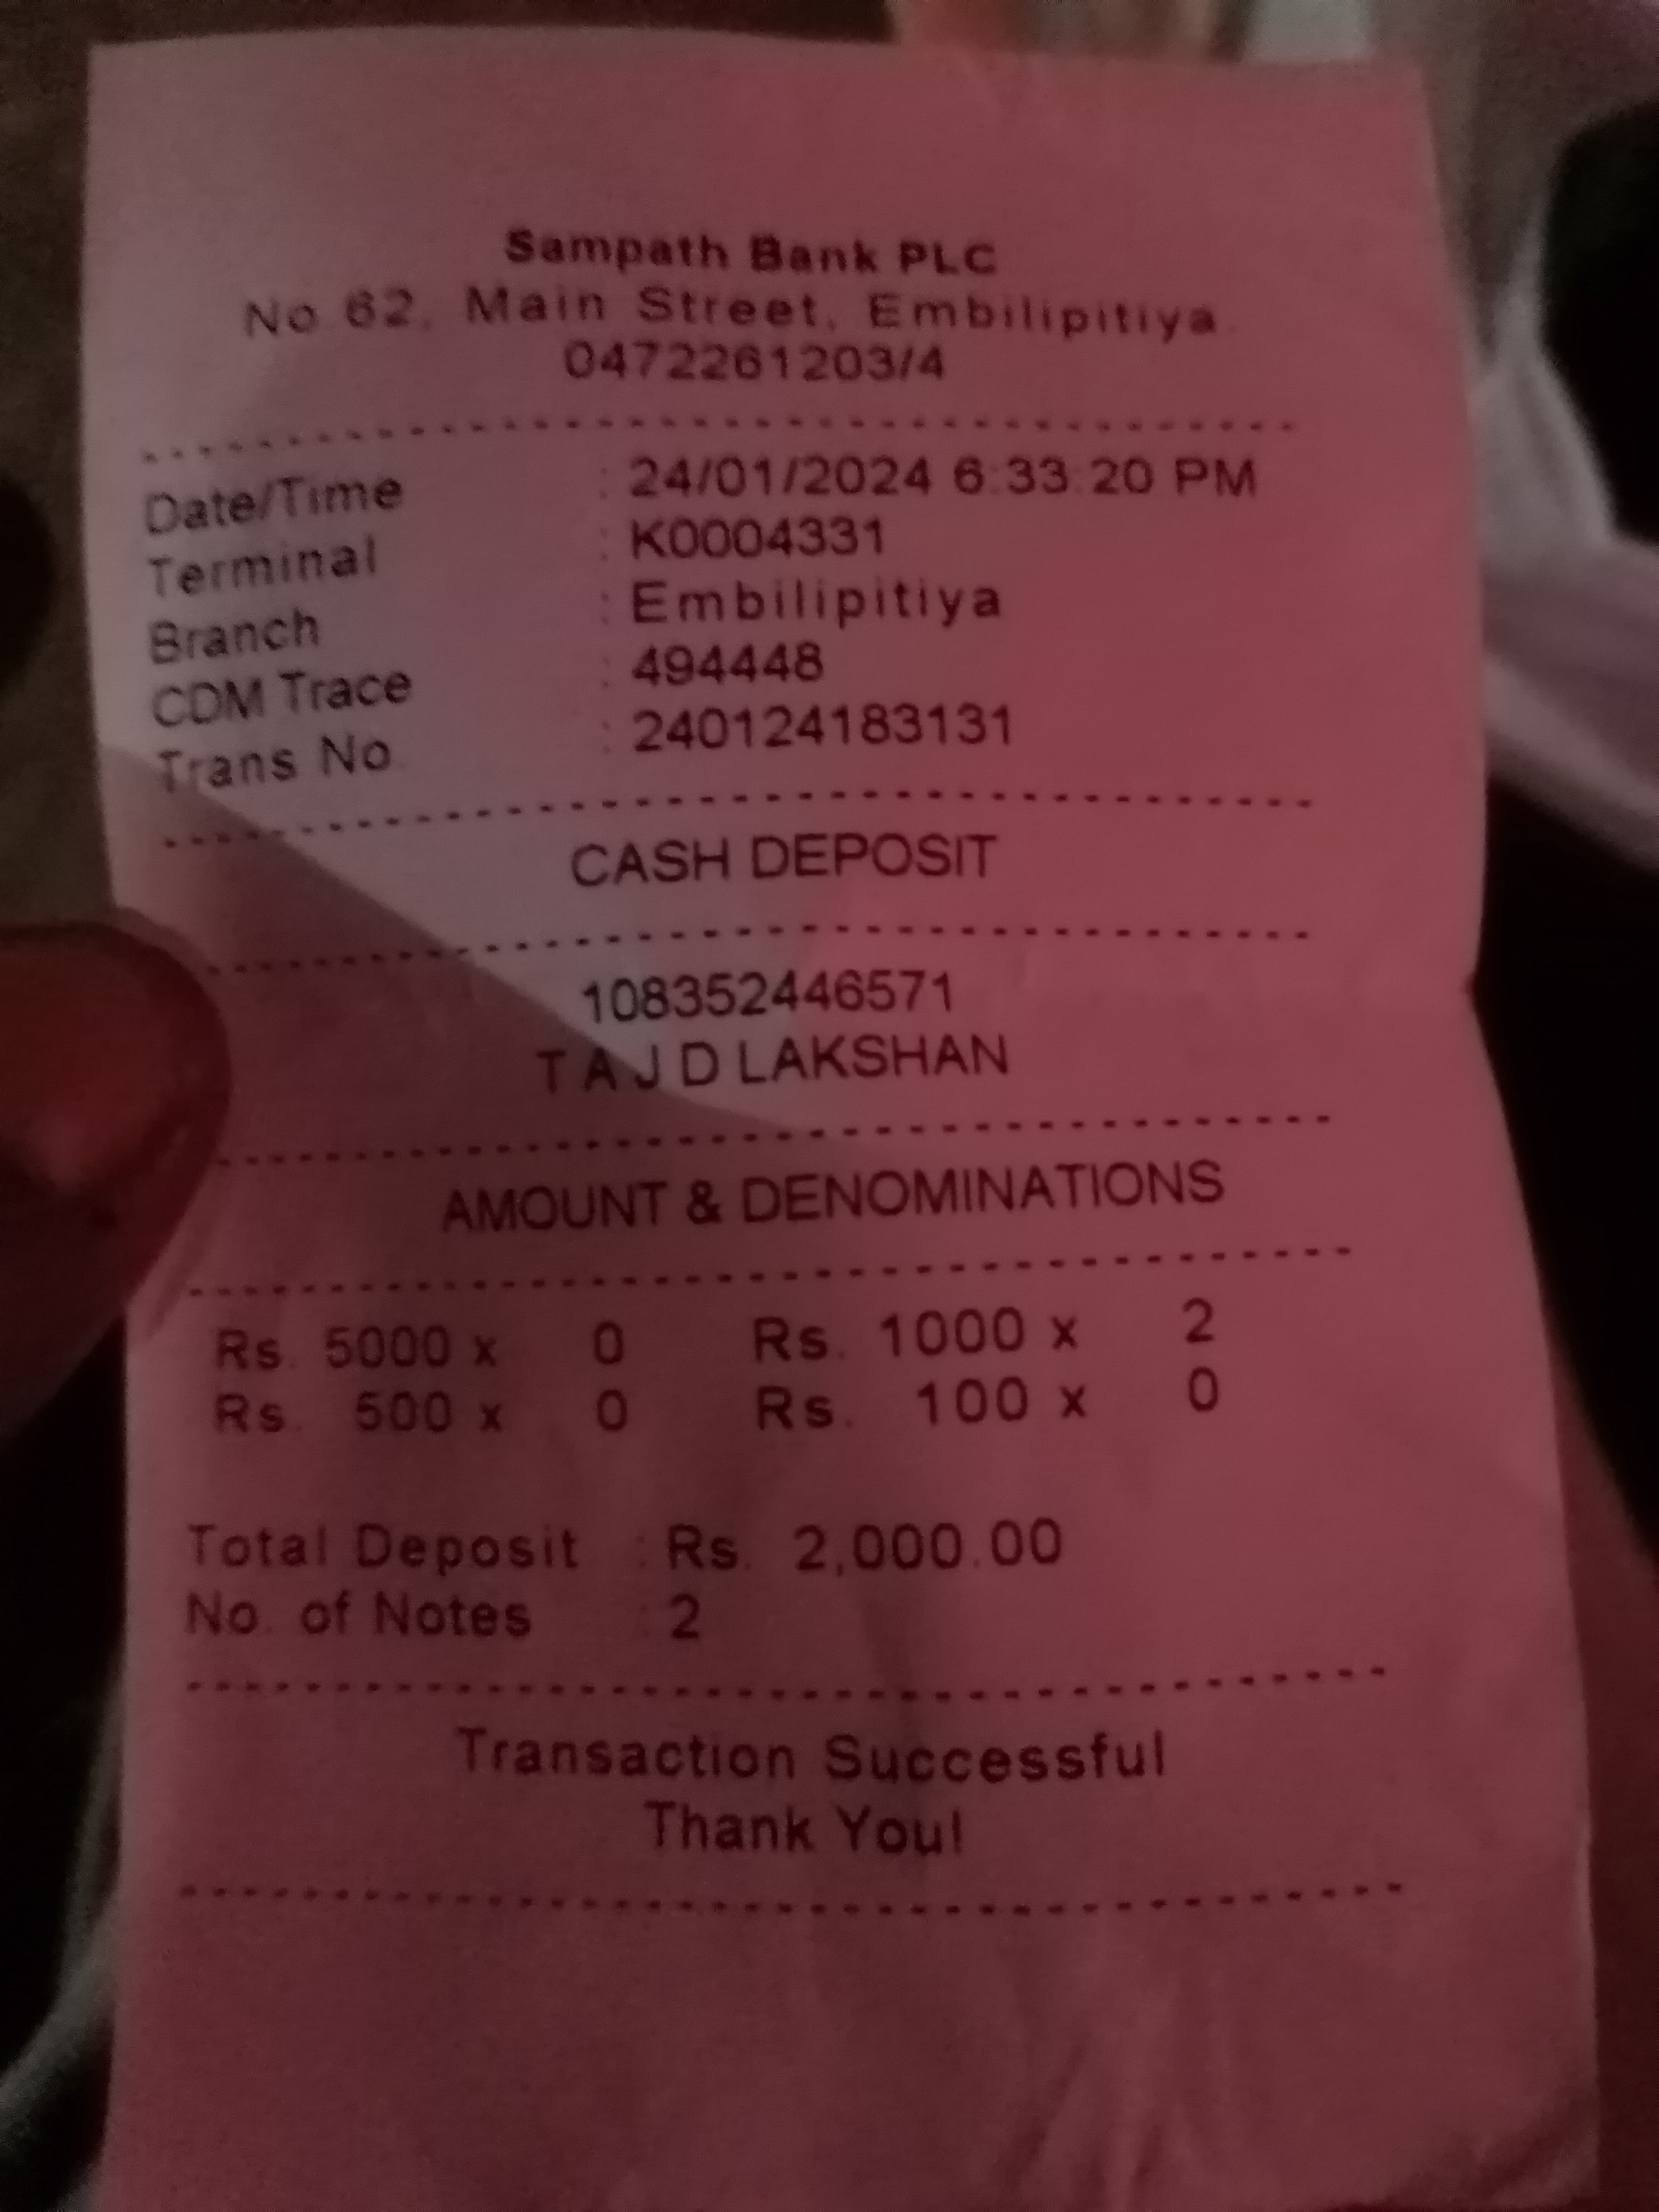 Sampath Bank PLC
No 62, Main Street, Embilipitiya.
0472261203/4
Date/Time : 24/01/2024 6:33:20 PM
Terminal : K0004331
Branch : Embilipitiya
CDM Trace : 494448
Trans No. : 240124183131
CASH DEPOSIT
108352446571
T A J D LAKSHAN
AMOUNT & DENOMINATIONS
Rs. 5000 x 0 Rs. 1000 x 2
Rs. 500 x 0 Rs. 100 x 0
Total Deposit : Rs. 2,000.00
No. of Notes : 2
Transaction Successful
Thank You!